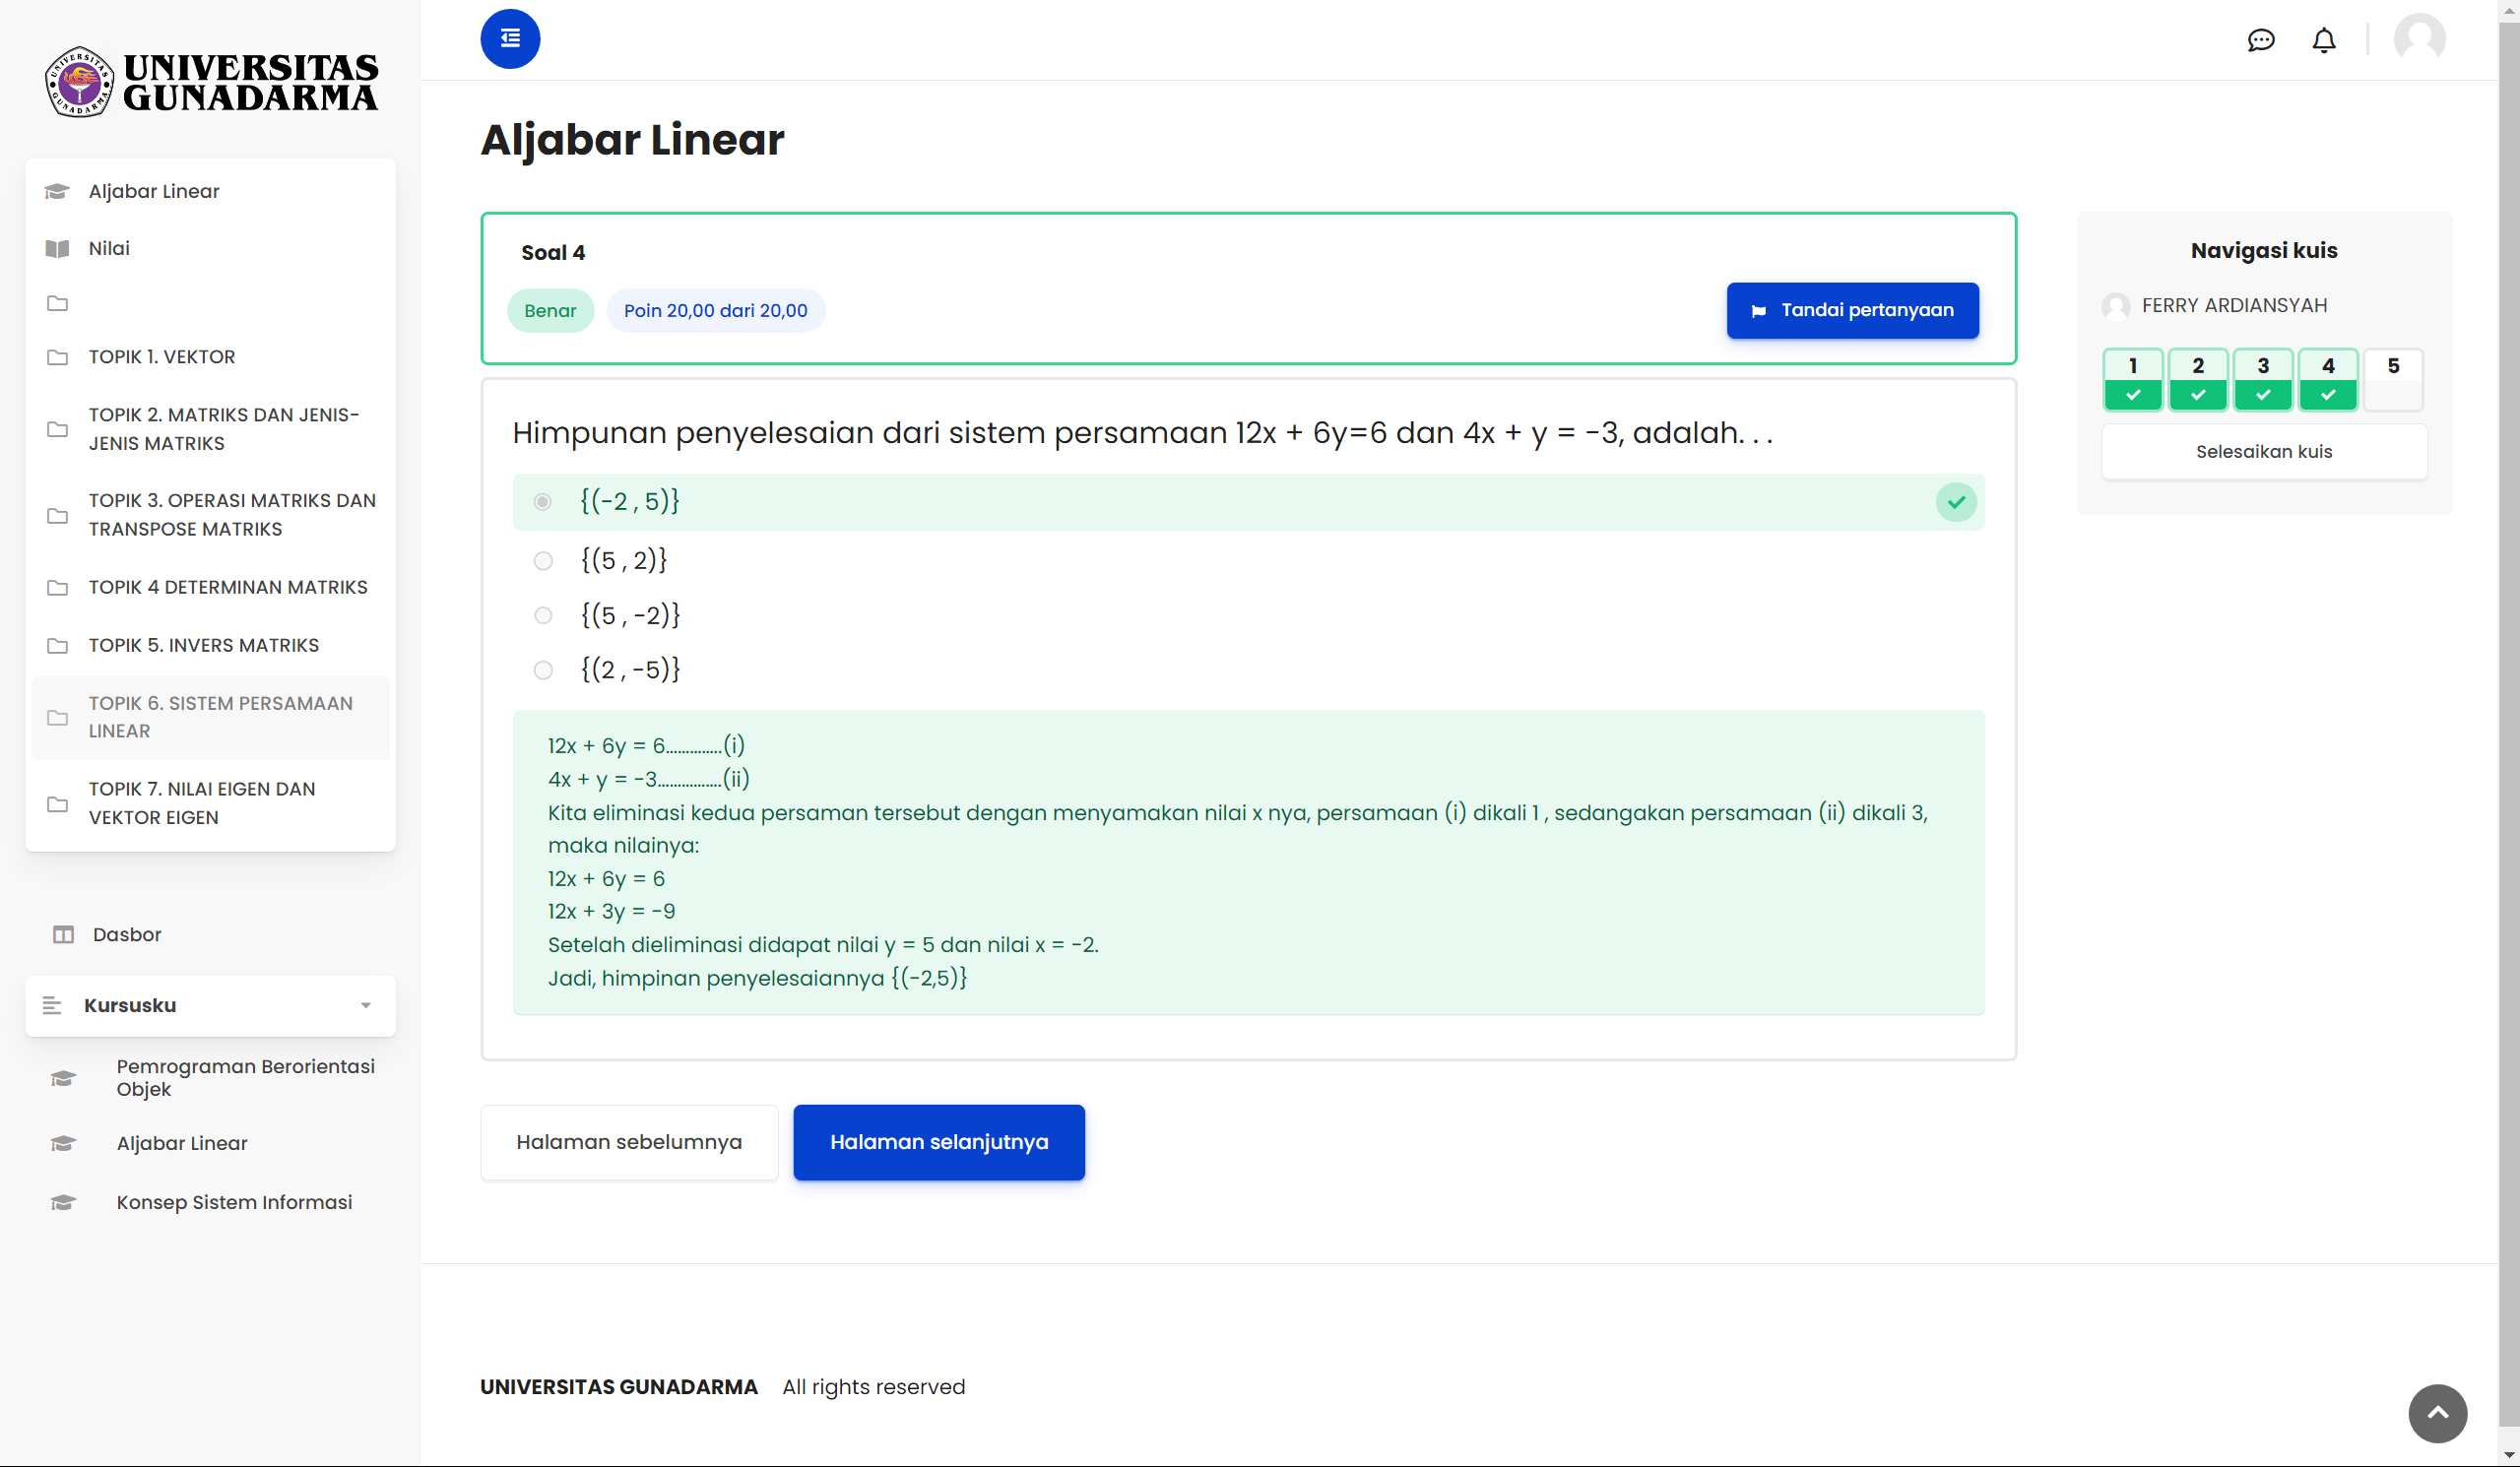 UNIVERSITAS
GUNADARMA
Aljabar Linear
Nilai
TOPIK 1. VEKTOR
TOPIK 2. MATRIKS DAN JENIS-
JENIS MATRIKS
TOPIK 3. OPERASI MATRIKS DAN
TRANSPOSE MATRIKS
TOPIK 4 DETERMINAN MATRIKS
TOPIK 5. INVERS MATRIKS
TOPIK 6. SISTEM PERSAMAAN
LINEAR
TOPIK 7. NILAI EIGEN DAN
VEKTOR EIGEN
Dasbor
Kursusku
Pemrograman Berorientasi
Objek
Aljabar Linear
Konsep Sistem Informasi
Aljabar Linear
Soal 4
Benar
Poin 20,00 dari 20,00
Tandai pertanyaan
Himpunan penyelesaian dari sistem persamaan 12x + 6y=6 dan 4x + y = -3, adalah. . .
{(-2 , 5)}
{(5 , 2)}
{(5 , -2)}
{(2 , -5)}
12x + 6y = 6..............(i)
4x + y = -3................(ii)
Kita eliminasi kedua persaman tersebut dengan menyamakan nilai x nya, persamaan (i) dikali 1 , sedangakan persamaan (ii) dikali 3,
maka nilainya:
12x + 6y = 6
12x + 3y = -9
Setelah dieliminasi didapat nilai y = 5 dan nilai x = -2.
Jadi, himpinan penyelesaiannya {(-2,5)}
Halaman sebelumnya
Halaman selanjutnya
Navigasi kuis
FERRY ARDIANSYAH
1 2 3 4 5
Selesaikan kuis
UNIVERSITAS GUNADARMA All rights reserved